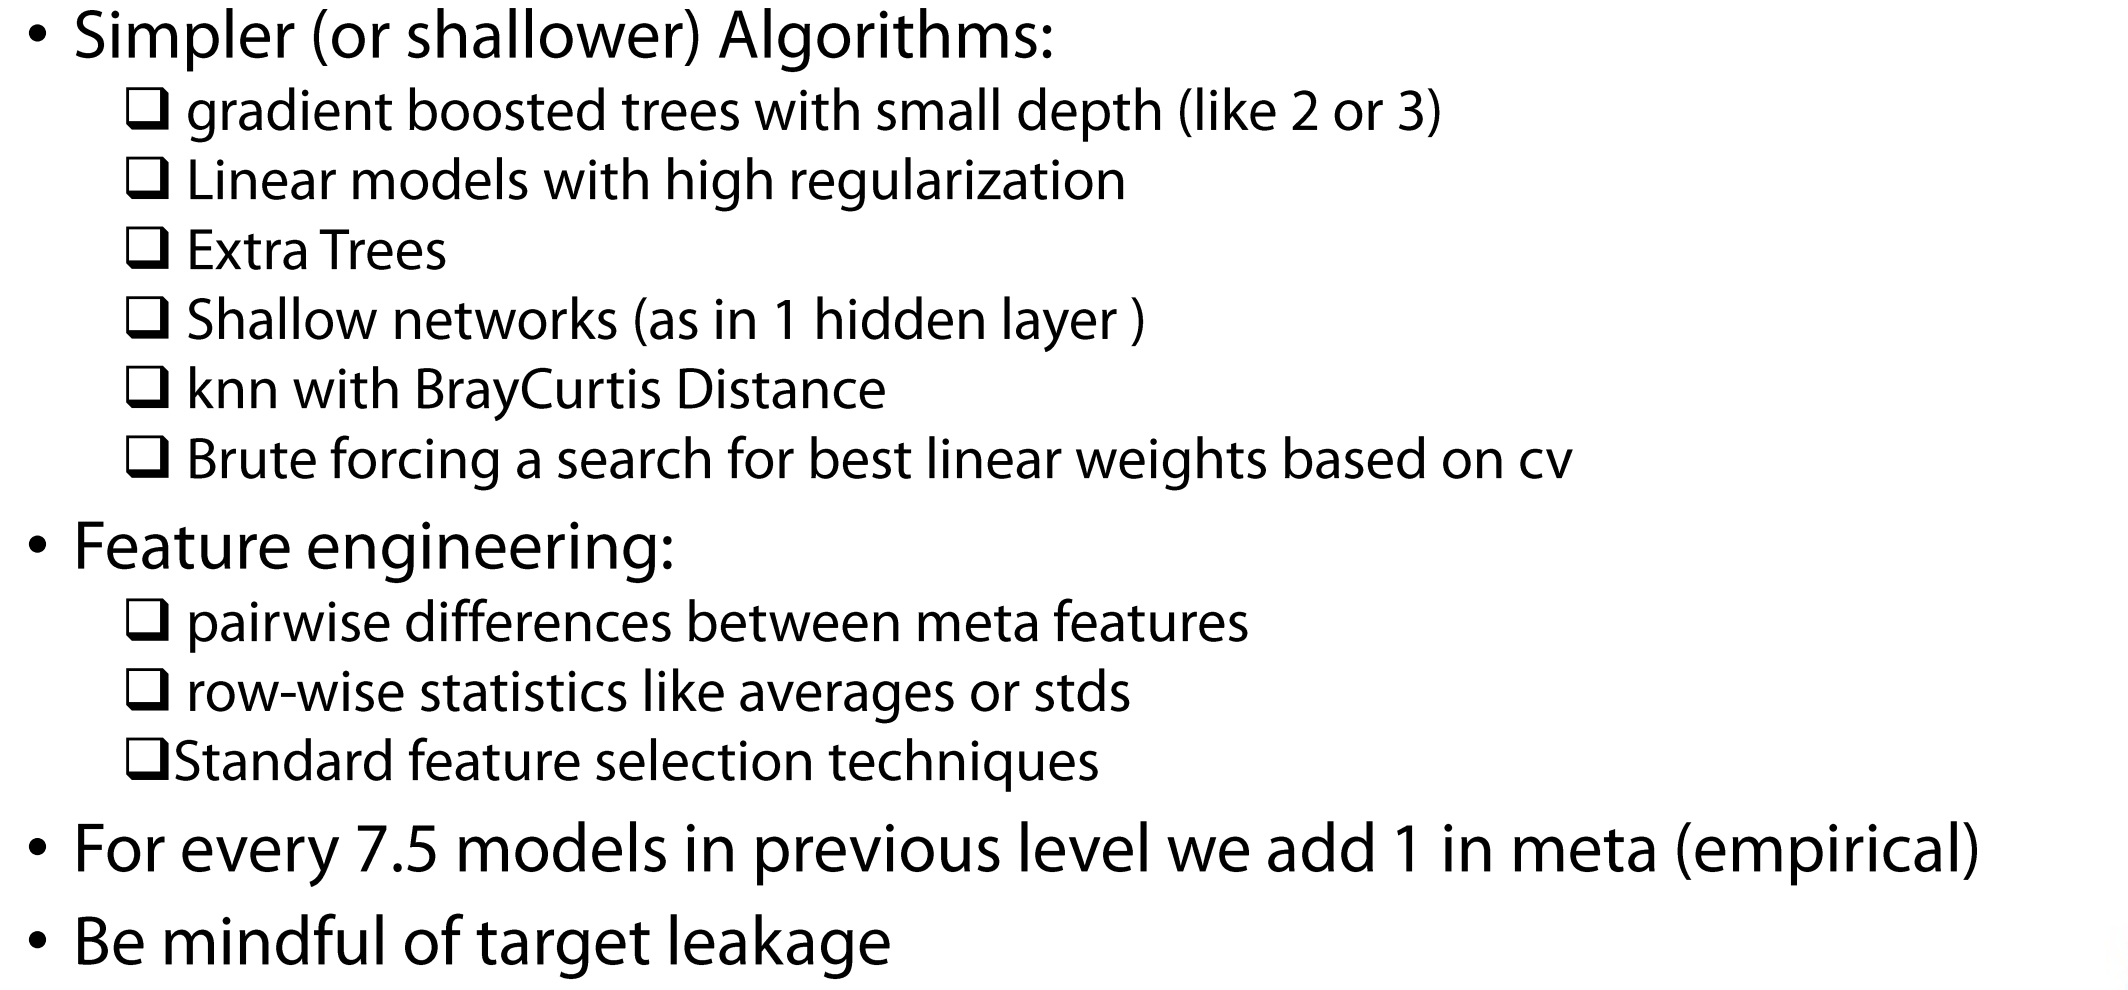 • Simpler (or shallower) Algorithms:
❑ gradient boosted trees with small depth (like 2 or 3)
❑ Linear models with high regularization
❑ Extra Trees
❑ Shallow networks (as in 1 hidden layer )
❑ knn with BrayCurtis Distance
❑ Brute forcing a search for best linear weights based on cv
• Feature engineering:
❑ pairwise differences between meta features
❑ row-wise statistics like averages or stds
❑Standard feature selection techniques
• For every 7.5 models in previous level we add 1 in meta (empirical)
• Be mindful of target leakage